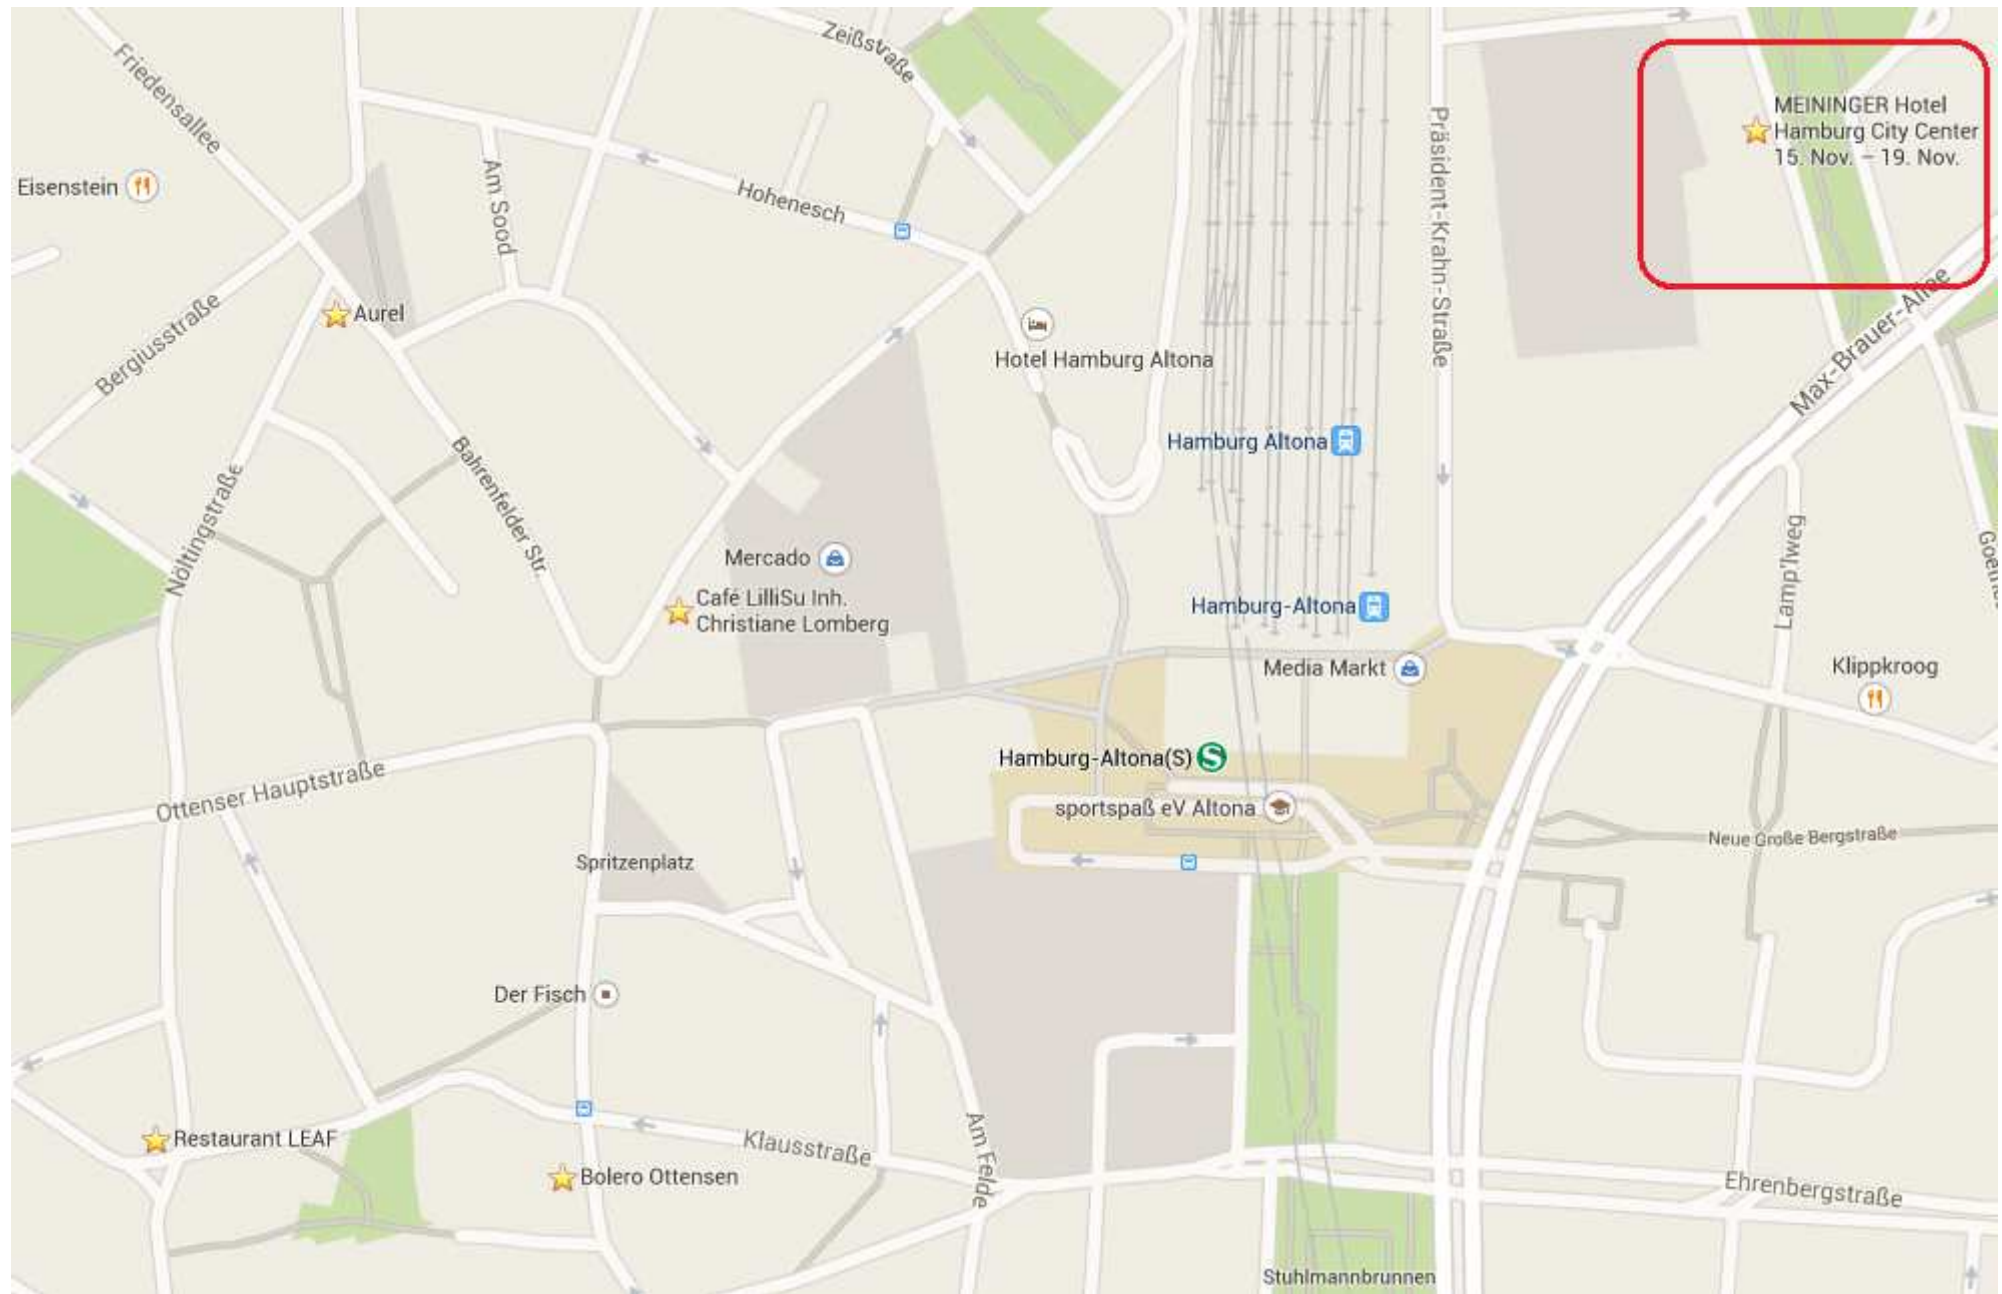 Zeißstraße
Friedensallee
MEININGER Hotel
Hamburg City Center
15. Nov. – 19. Nov.
Präsident-Krahn-Straße
Eisenstein
Am Sood
Hohenesch
Aurel
Bergiusstraße
Hotel Hamburg Altona
Max-Brauer-Allee
Hamburg Altona
Bahrenfelder Str.
Nöltingstraße
Lamp'lweg
Mercado
Café LilliSu Inh.
Christiane Lomberg
Hamburg-Altona
Media Markt
Klippkroog
Hamburg-Altona(S)
S
Ottenser Hauptstraße
sportspaß eV Altona
Neue Große Bergstraße
Spritzenplatz
Der Fisch
Restaurant LEAF
Klausstraße
Am Felde
Bolero Ottensen
Ehrenbergstraße
Stuhlmannbrunnen